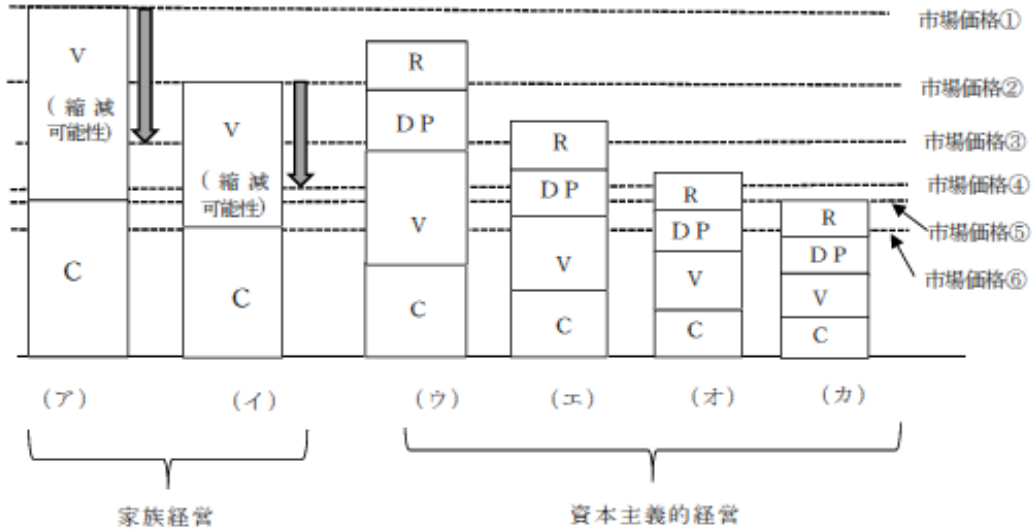 市場価格①
V
(縮減
可能性)
C
市場価格②
V
(縮減
可能性)
C
R
DP
V
C
市場価格③
R
DP
V
C
市場価格④
R
DP
V
C
市場価格⑤
R
DP
V
C
市場価格⑥
(ア)
(イ)
(ウ)
(エ)
(オ)
(カ)
家族経営
資本主義的経営